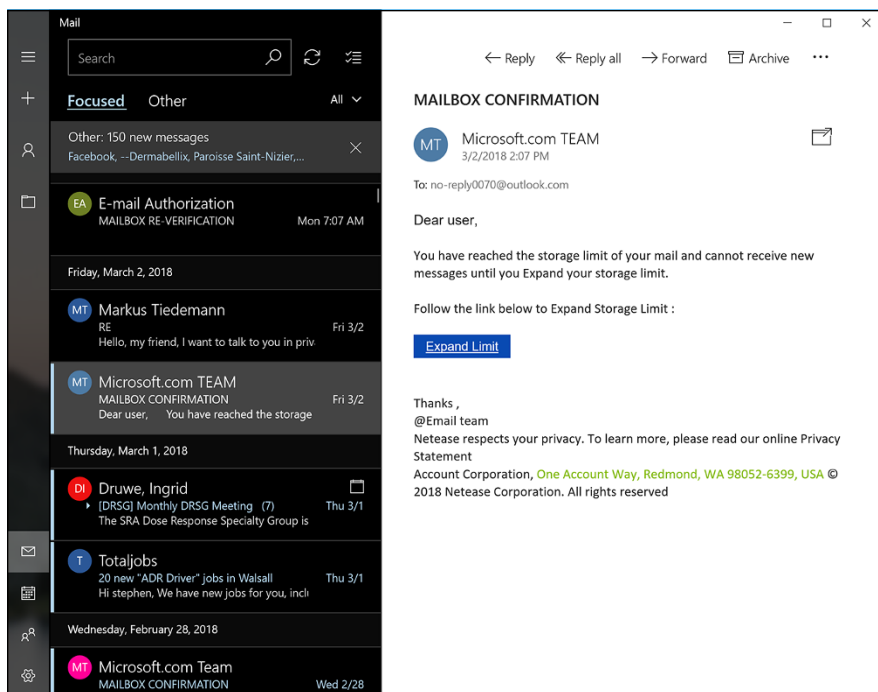 Mail
Search
Focused Other All
Other: 150 new messages
Facebook, --Dermabellix, Paroisse Saint-Nizier,...
EA E-mail Authorization
MAILBOX RE-VERIFICATION Mon 7:07 AM
Friday, March 2, 2018
MT Markus Tiedemann
RE Fri 3/2
Hello, my friend, I want to talk to you in priv
MT Microsoft.com TEAM
MAILBOX CONFIRMATION Fri 3/2
Dear user, You have reached the storage
Thursday, March 1, 2018
DI Druwe, Ingrid
[DRSG] Monthly DRSG Meeting (7) Thu 3/1
The SRA Dose Response Specialty Group is
T Totaljobs
20 new "ADR Driver" jobs in Walsall Thu 3/1
Hi stephen, We have new jobs for you, inclu
Wednesday, February 28, 2018
MT Microsoft.com Team
MAILBOX CONFIRMATION Wed 2/28
Reply Reply all Forward Archive
MAILBOX CONFIRMATION
MT Microsoft.com TEAM
3/2/2018 2:07 PM
To: no-reply0070@outlook.com
Dear user,
You have reached the storage limit of your mail and cannot receive new
messages until you Expand your storage limit.
Follow the link below to Expand Storage Limit :
Expand Limit
Thanks ,
@Email team
Netease respects your privacy. To learn more, please read our online Privacy
Statement
Account Corporation, One Account Way, Redmond, WA 98052-6399, USA ©
2018 Netease Corporation. All rights reserved